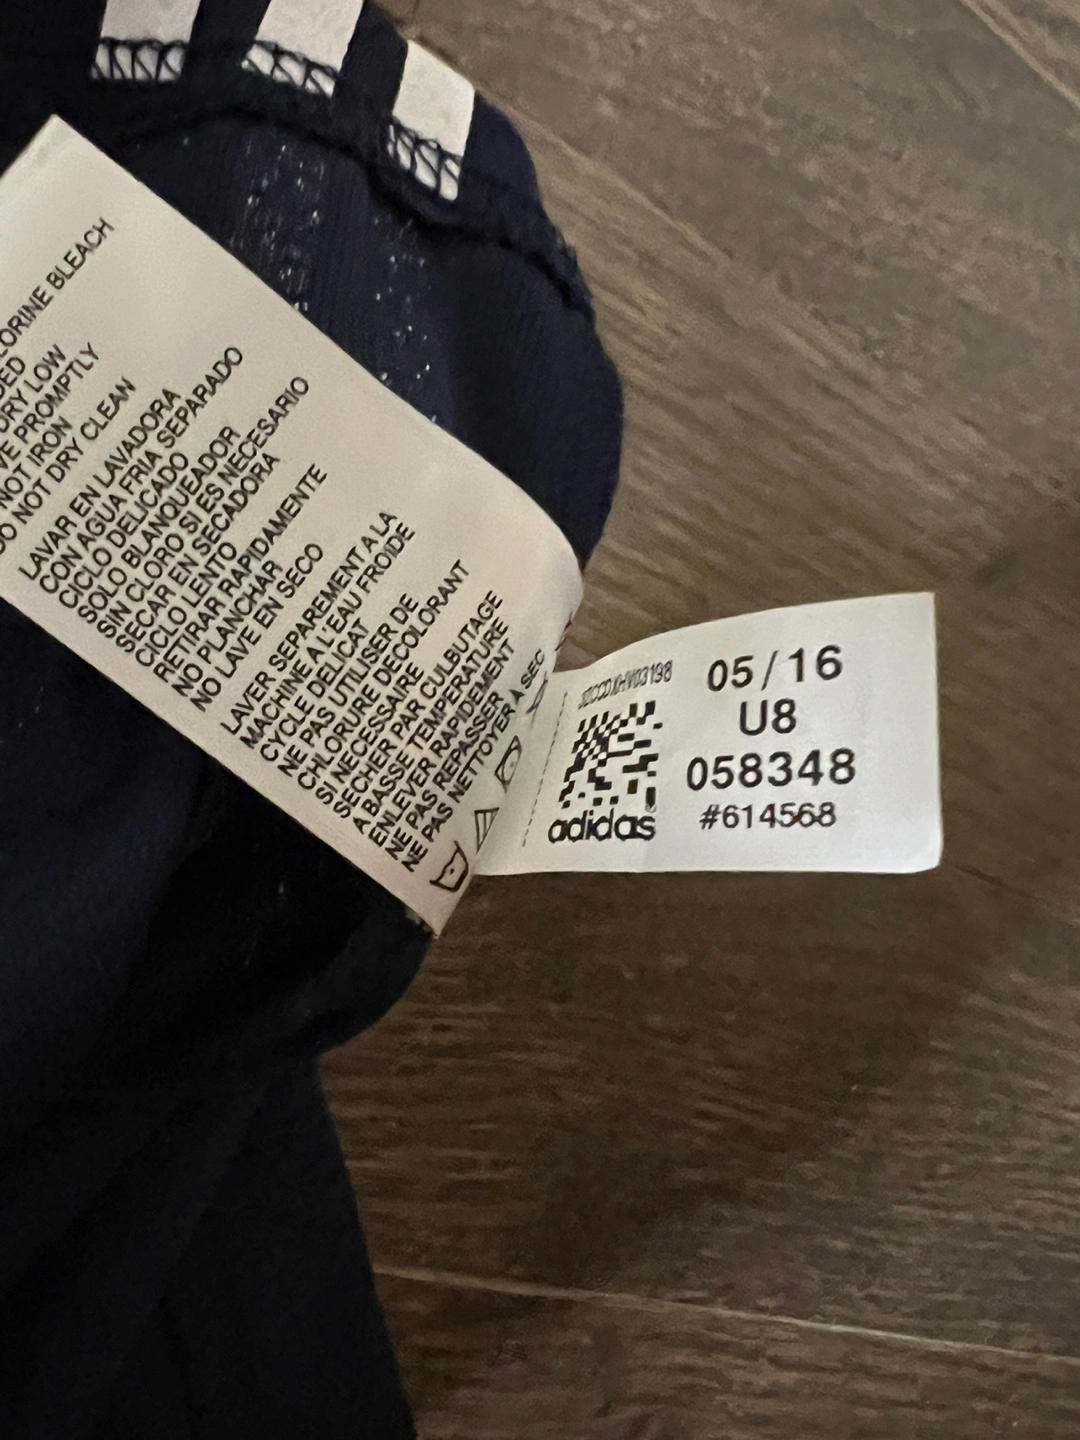 CHLORINE BLEACH
DRY LOW
PROMPTLY
NOT IRON
DO NOT DRY CLEAN
LAVAR EN LAVADORA
CON AGUA FRIA SEPARADO
CICLO DELICADO
SOLO BLANQUEADOR
SIN CLORO SI ES NECESARIO
SECAR EN SECADORA
CICLO LENTO
RETIRAR RAPIDAMENTE
NO PLANCHAR
NO LAVE EN SECO
LAVER SEPAREMENT A LA
MACHINE A L'EAU FROIDE
CYCLE DELICAT
NE PAS UTILISER DE
CHLORURE DECOLORANT
SI NECESSAIRE
SECHER PAR CULBUTAGE
A BASSE TEMPERATURE
ENLEVER RAPIDEMENT
NE PAS REPASSER
NE PAS NETTOYER À SEC
05/16
U8
058348
#614568
adidas